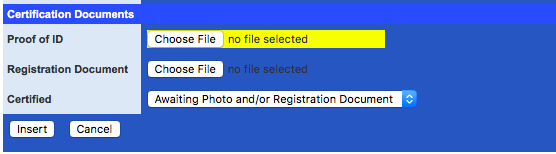 Certification Documents
Proof of ID Choose File no file selected
Registration Document Choose File no file selected
Certified Awaiting Photo and/or Registration Document
Insert Cancel